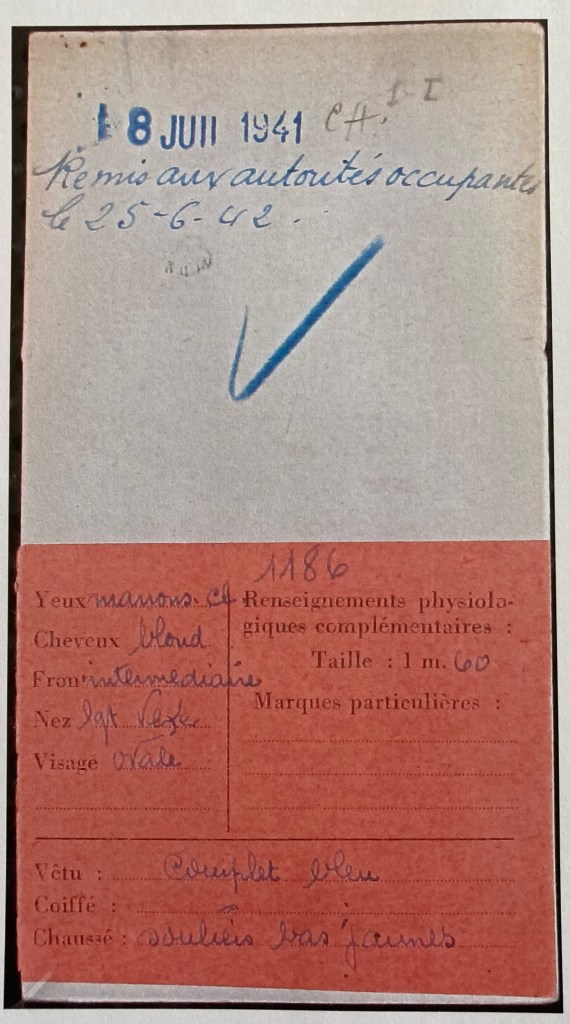 18 JUIL 1941 CH. I I
Remis aux autorités occupantes
le 25-6-42.
1186
Yeux marrons cl
Cheveux blond
Front intermédiaire
Nez lgt
Visage ovale
Renseignements physiolo-
giques complémentaires :
Taille : 1 m. 60
Marques particulières :
Vêtu : Complet bleu
Coiffé :
Chaussé : souliers bas jaunes